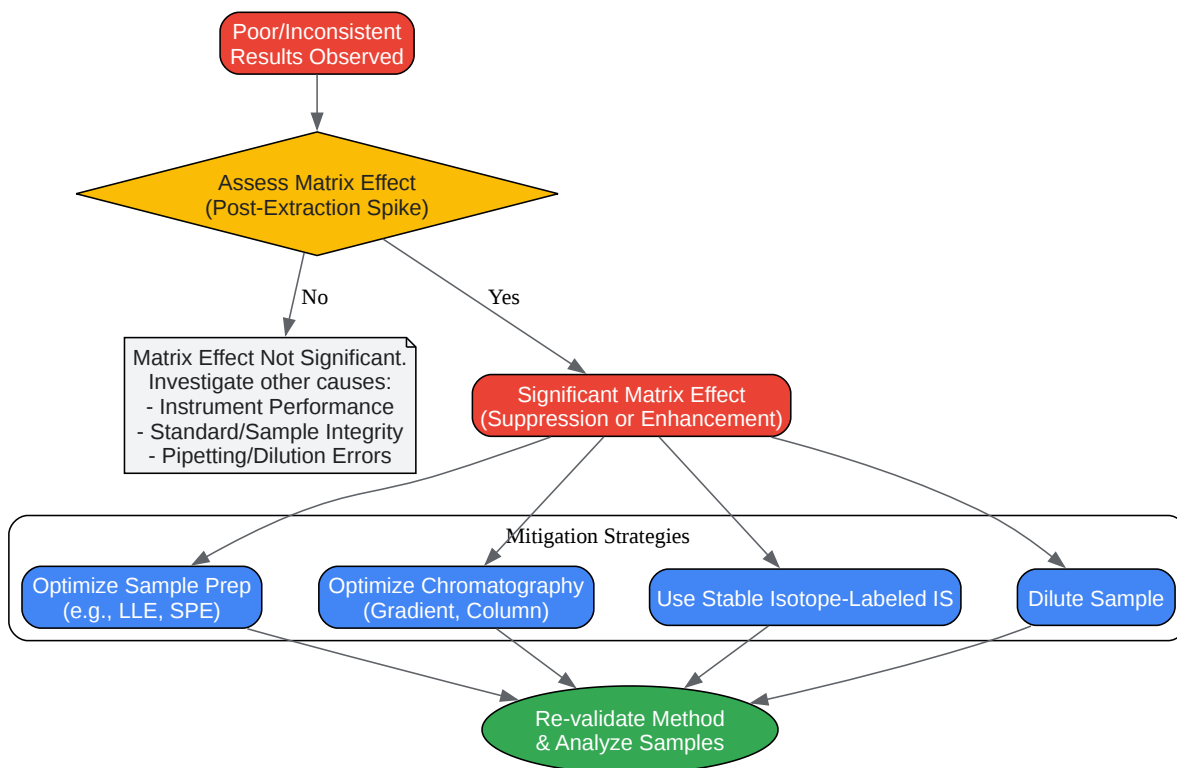 Poor/Inconsistent
Results Observed
Assess Matrix Effect
(Post-Extraction Spike)
No
Yes
Matrix Effect Not Significant.
Investigate other causes:
- Instrument Performance
- Standard/Sample Integrity
- Pipetting/Dilution Errors
Significant Matrix Effect
(Suppression or Enhancement)
Mitigation Strategies
Optimize Sample Prep
(e.g., LLE, SPE)
Optimize Chromatography
(Gradient, Column)
Use Stable Isotope-Labeled IS
Dilute Sample
Re-validate Method
& Analyze Samples